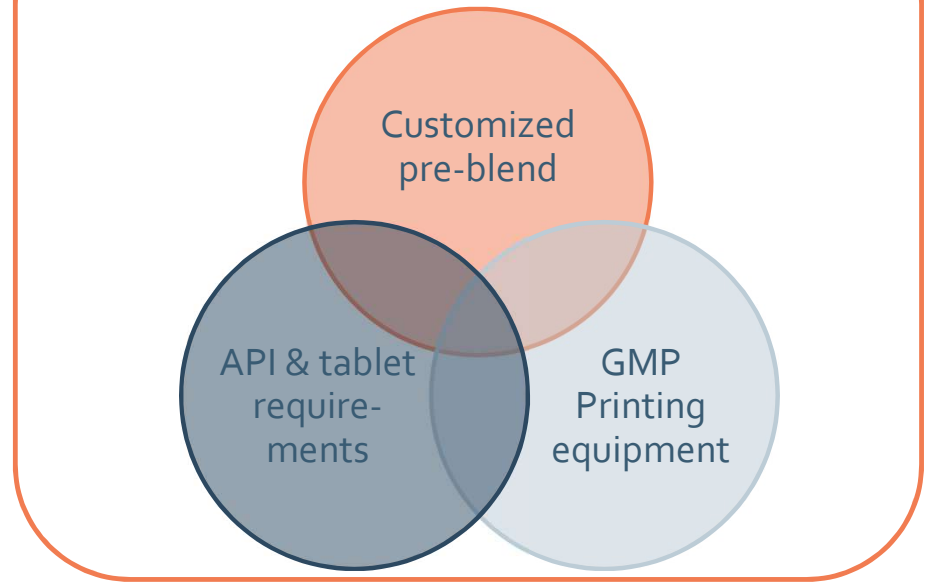 Customized
pre-blend
API & tablet
require-
ments
GMP
Printing
equipment